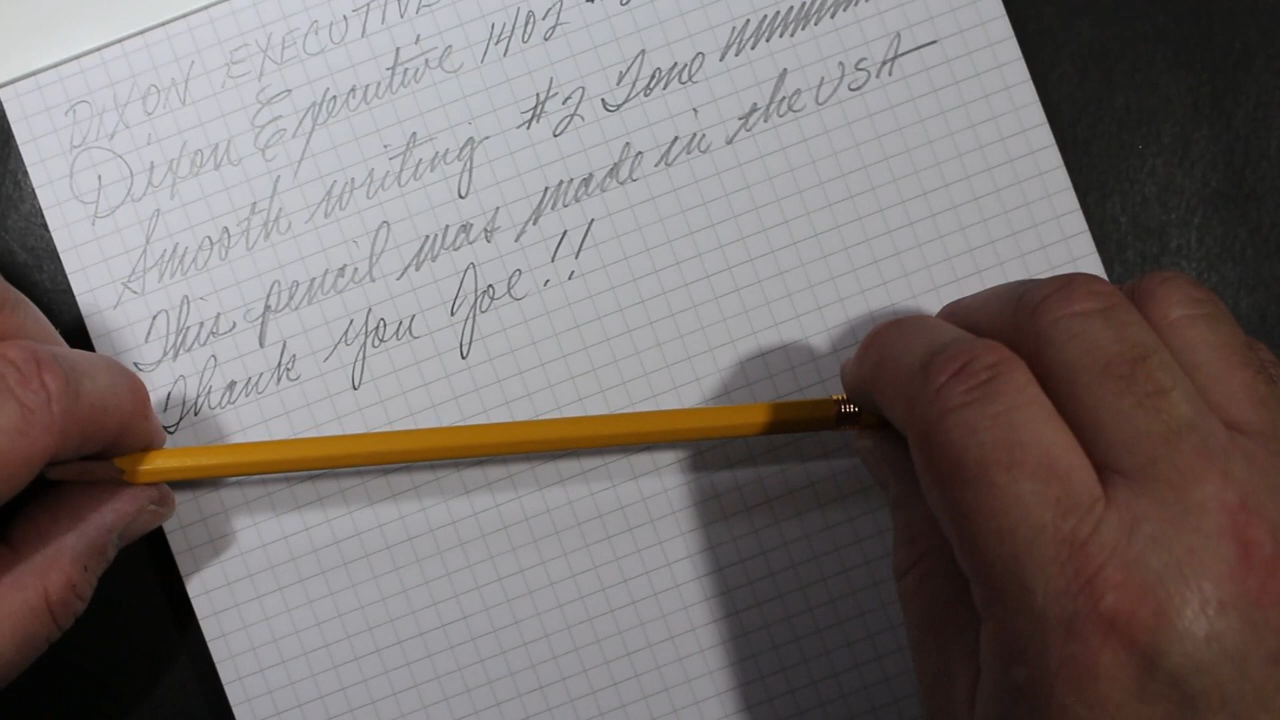 DIXON EXECUTIVE
Dixon Executive 1402
Smooth writing #2 Tone
This pencil was made in the USA
Thank you Joe!!